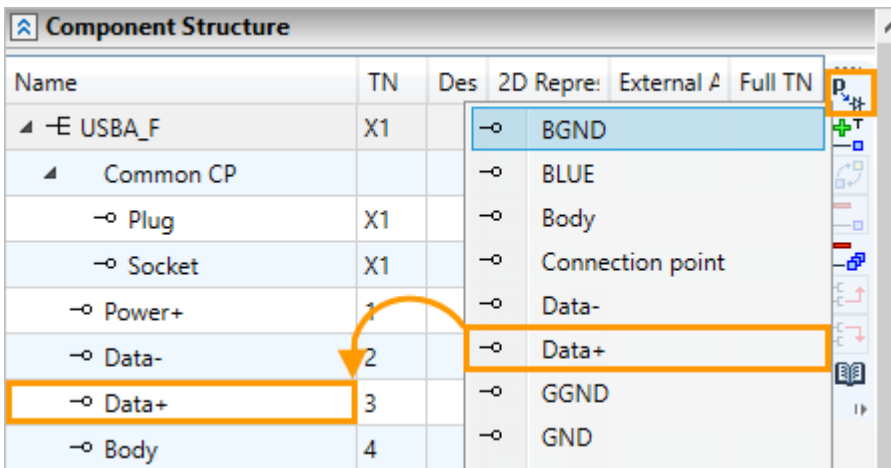 Component Structure
Name TN Des 2D Repre: External A Full TN
USBA_F X1
Common CP
Plug X1
Socket X1
Power+ 1
Data- 2
Data+ 3
Body 4
BGND
BLUE
Body
Connection point
Data-
Data+
GGND
GND
P
T